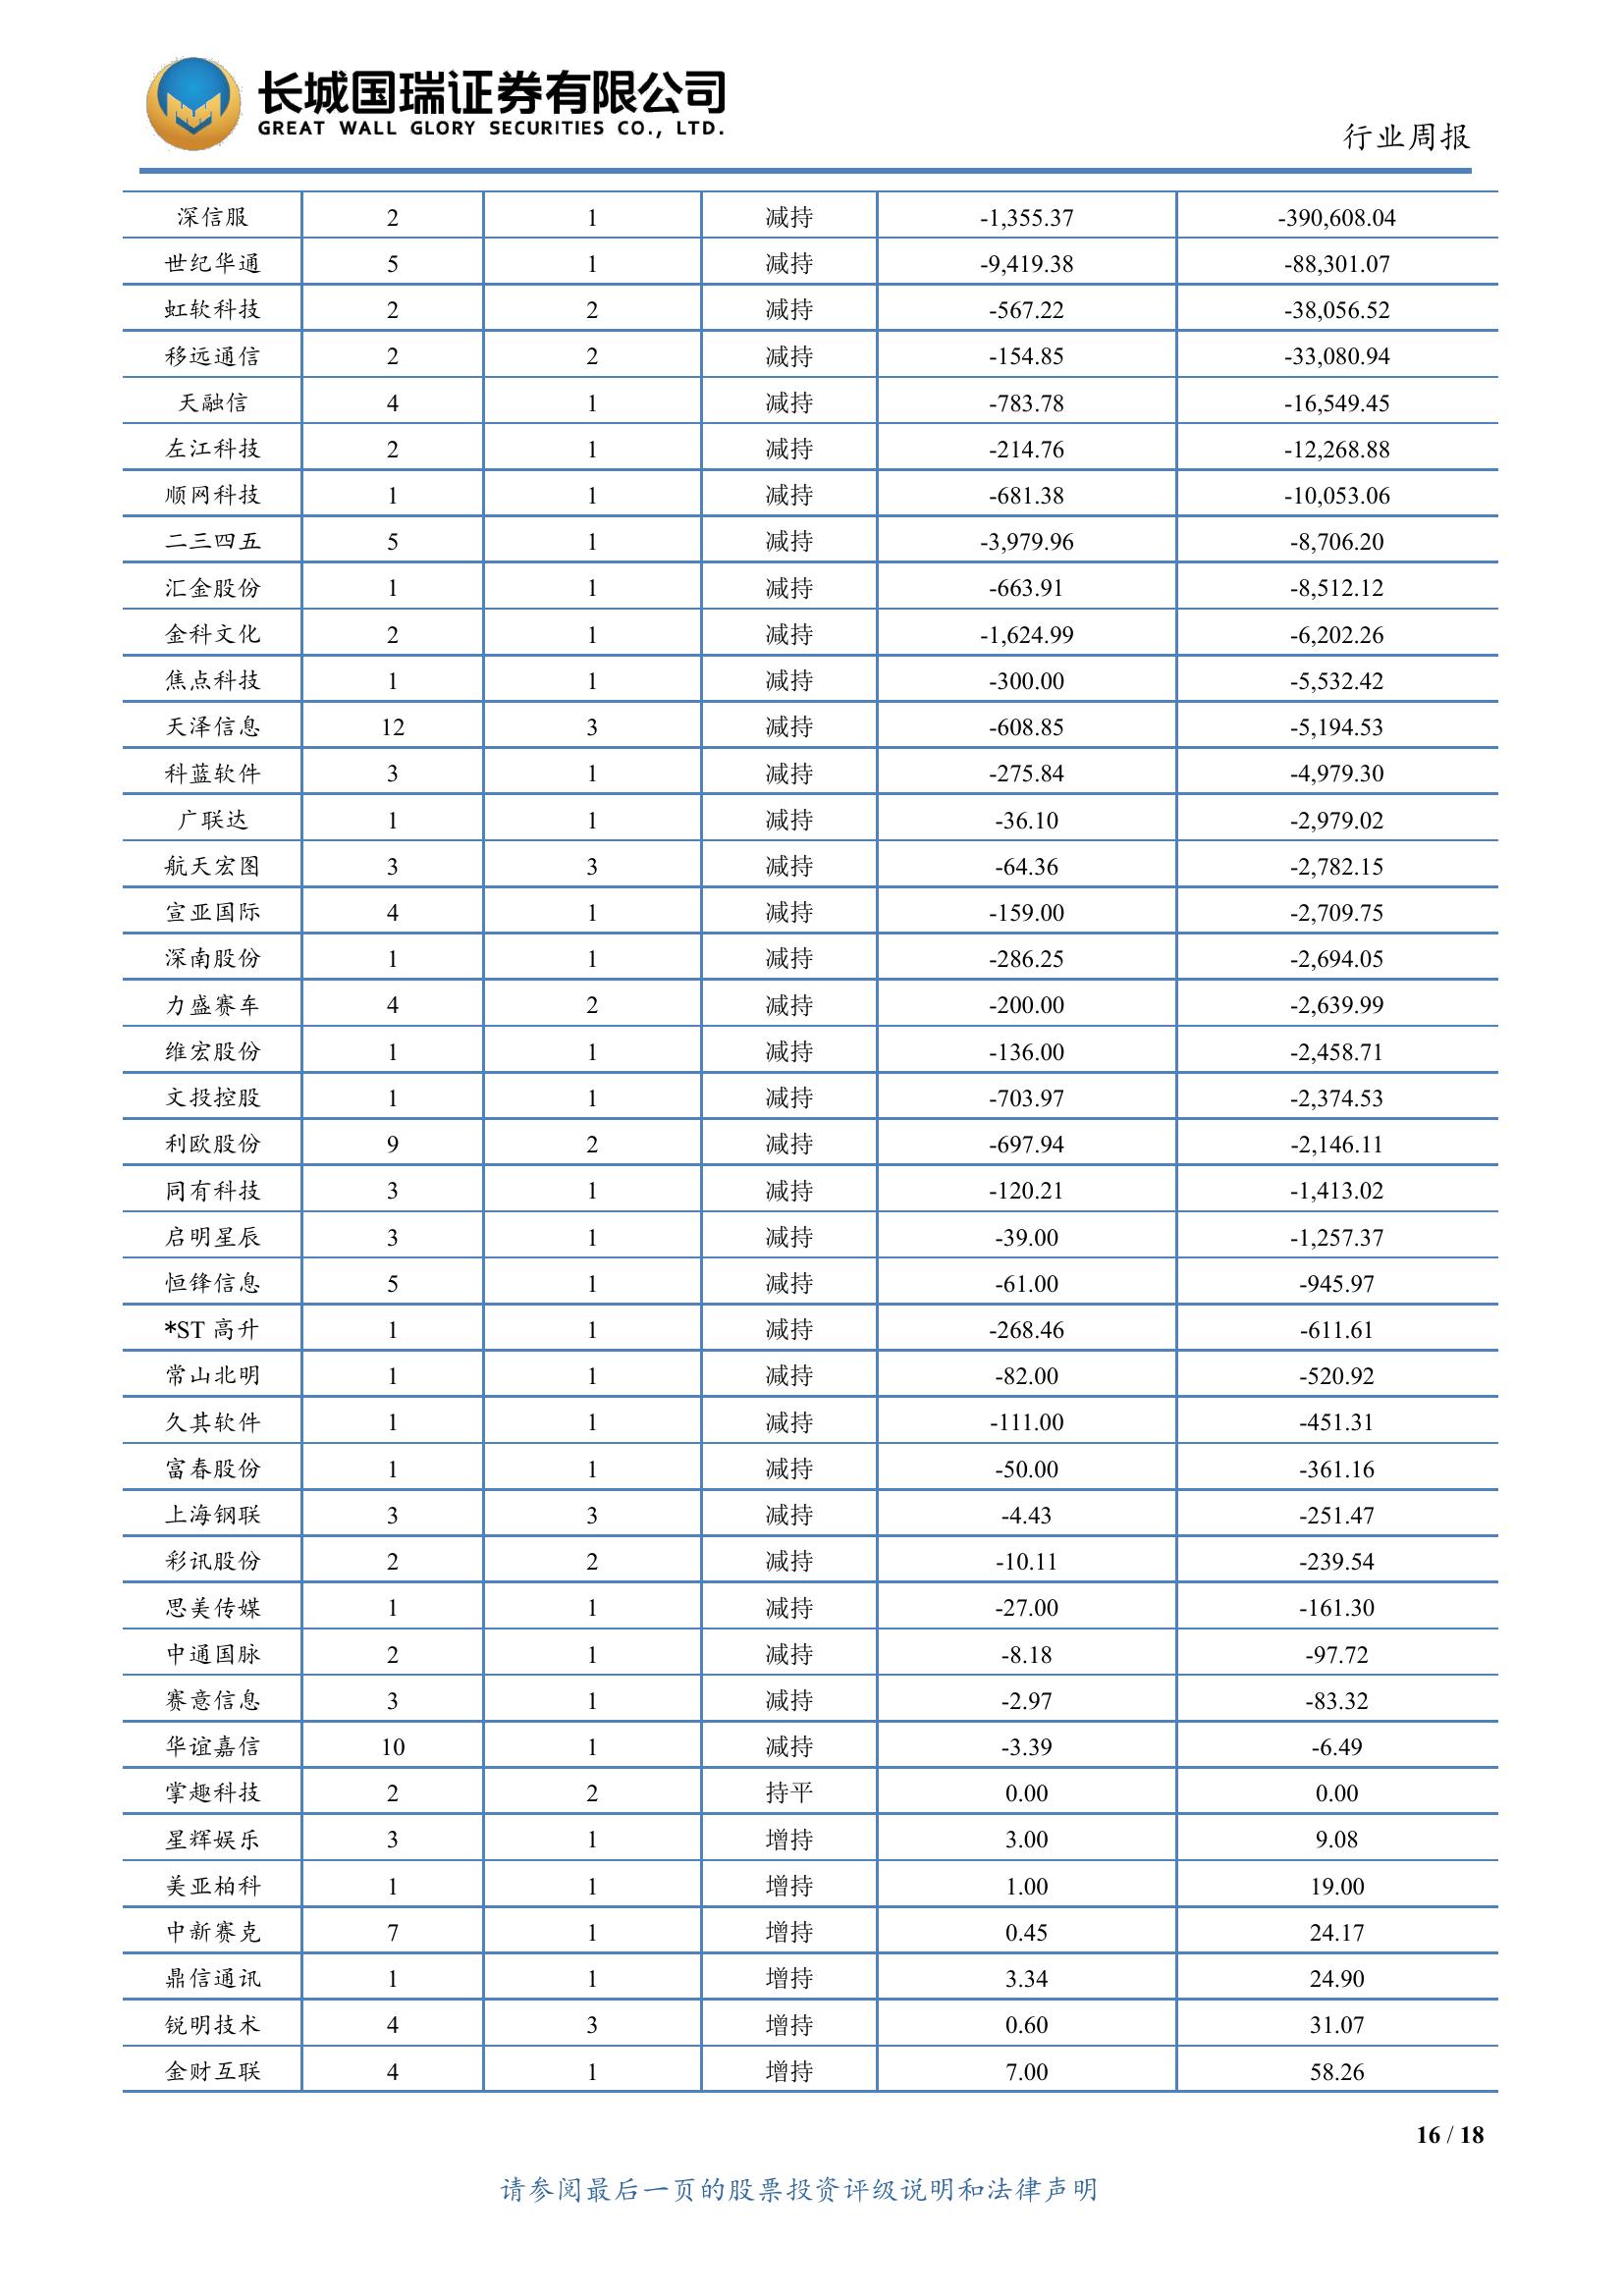 长城国瑞证券有限公司
GREAT WALL GLORY SECURITIES CO., LTD.
行业周报
深信服 2 1 减持 -1,355.37 -390,608.04
世纪华通 5 1 减持 -9,419.38 -88,301.07
虹软科技 2 2 减持 -567.22 -38,056.52
移远通信 2 2 减持 -154.85 -33,080.94
天融信 4 1 减持 -783.78 -16,549.45
左江科技 2 1 减持 -214.76 -12,268.88
顺网科技 1 1 减持 -681.38 -10,053.06
二三四五 5 1 减持 -3,979.96 -8,706.20
汇金股份 1 1 减持 -663.91 -8,512.12
金科文化 2 1 减持 -1,624.99 -6,202.26
焦点科技 1 1 减持 -300.00 -5,532.42
天泽信息 12 3 减持 -608.85 -5,194.53
科蓝软件 3 1 减持 -275.84 -4,979.30
广联达 1 1 减持 -36.10 -2,979.02
航天宏图 3 3 减持 -64.36 -2,782.15
宣亚国际 4 1 减持 -159.00 -2,709.75
深南股份 1 1 减持 -286.25 -2,694.05
力盛赛车 4 2 减持 -200.00 -2,639.99
维宏股份 1 1 减持 -136.00 -2,458.71
文投控股 1 1 减持 -703.97 -2,374.53
利欧股份 9 2 减持 -697.94 -2,146.11
同有科技 3 1 减持 -120.21 -1,413.02
启明星辰 3 1 减持 -39.00 -1,257.37
恒锋信息 5 1 减持 -61.00 -945.97
*ST 高升 1 1 减持 -268.46 -611.61
常山北明 1 1 减持 -82.00 -520.92
久其软件 1 1 减持 -111.00 -451.31
富春股份 1 1 减持 -50.00 -361.16
上海钢联 3 3 减持 -4.43 -251.47
彩讯股份 2 2 减持 -10.11 -239.54
思美传媒 1 1 减持 -27.00 -161.30
中通国脉 2 1 减持 -8.18 -97.72
赛意信息 3 1 减持 -2.97 -83.32
华谊嘉信 10 1 减持 -3.39 -6.49
掌趣科技 2 2 持平 0.00 0.00
星辉娱乐 3 1 增持 3.00 9.08
美亚柏科 1 1 增持 1.00 19.00
中新赛克 7 1 增持 0.45 24.17
鼎信通讯 1 1 增持 3.34 24.90
锐明技术 4 3 增持 0.60 31.07
金财互联 4 1 增持 7.00 58.26
16 / 18
请参阅最后一页的股票投资评级说明和法律声明